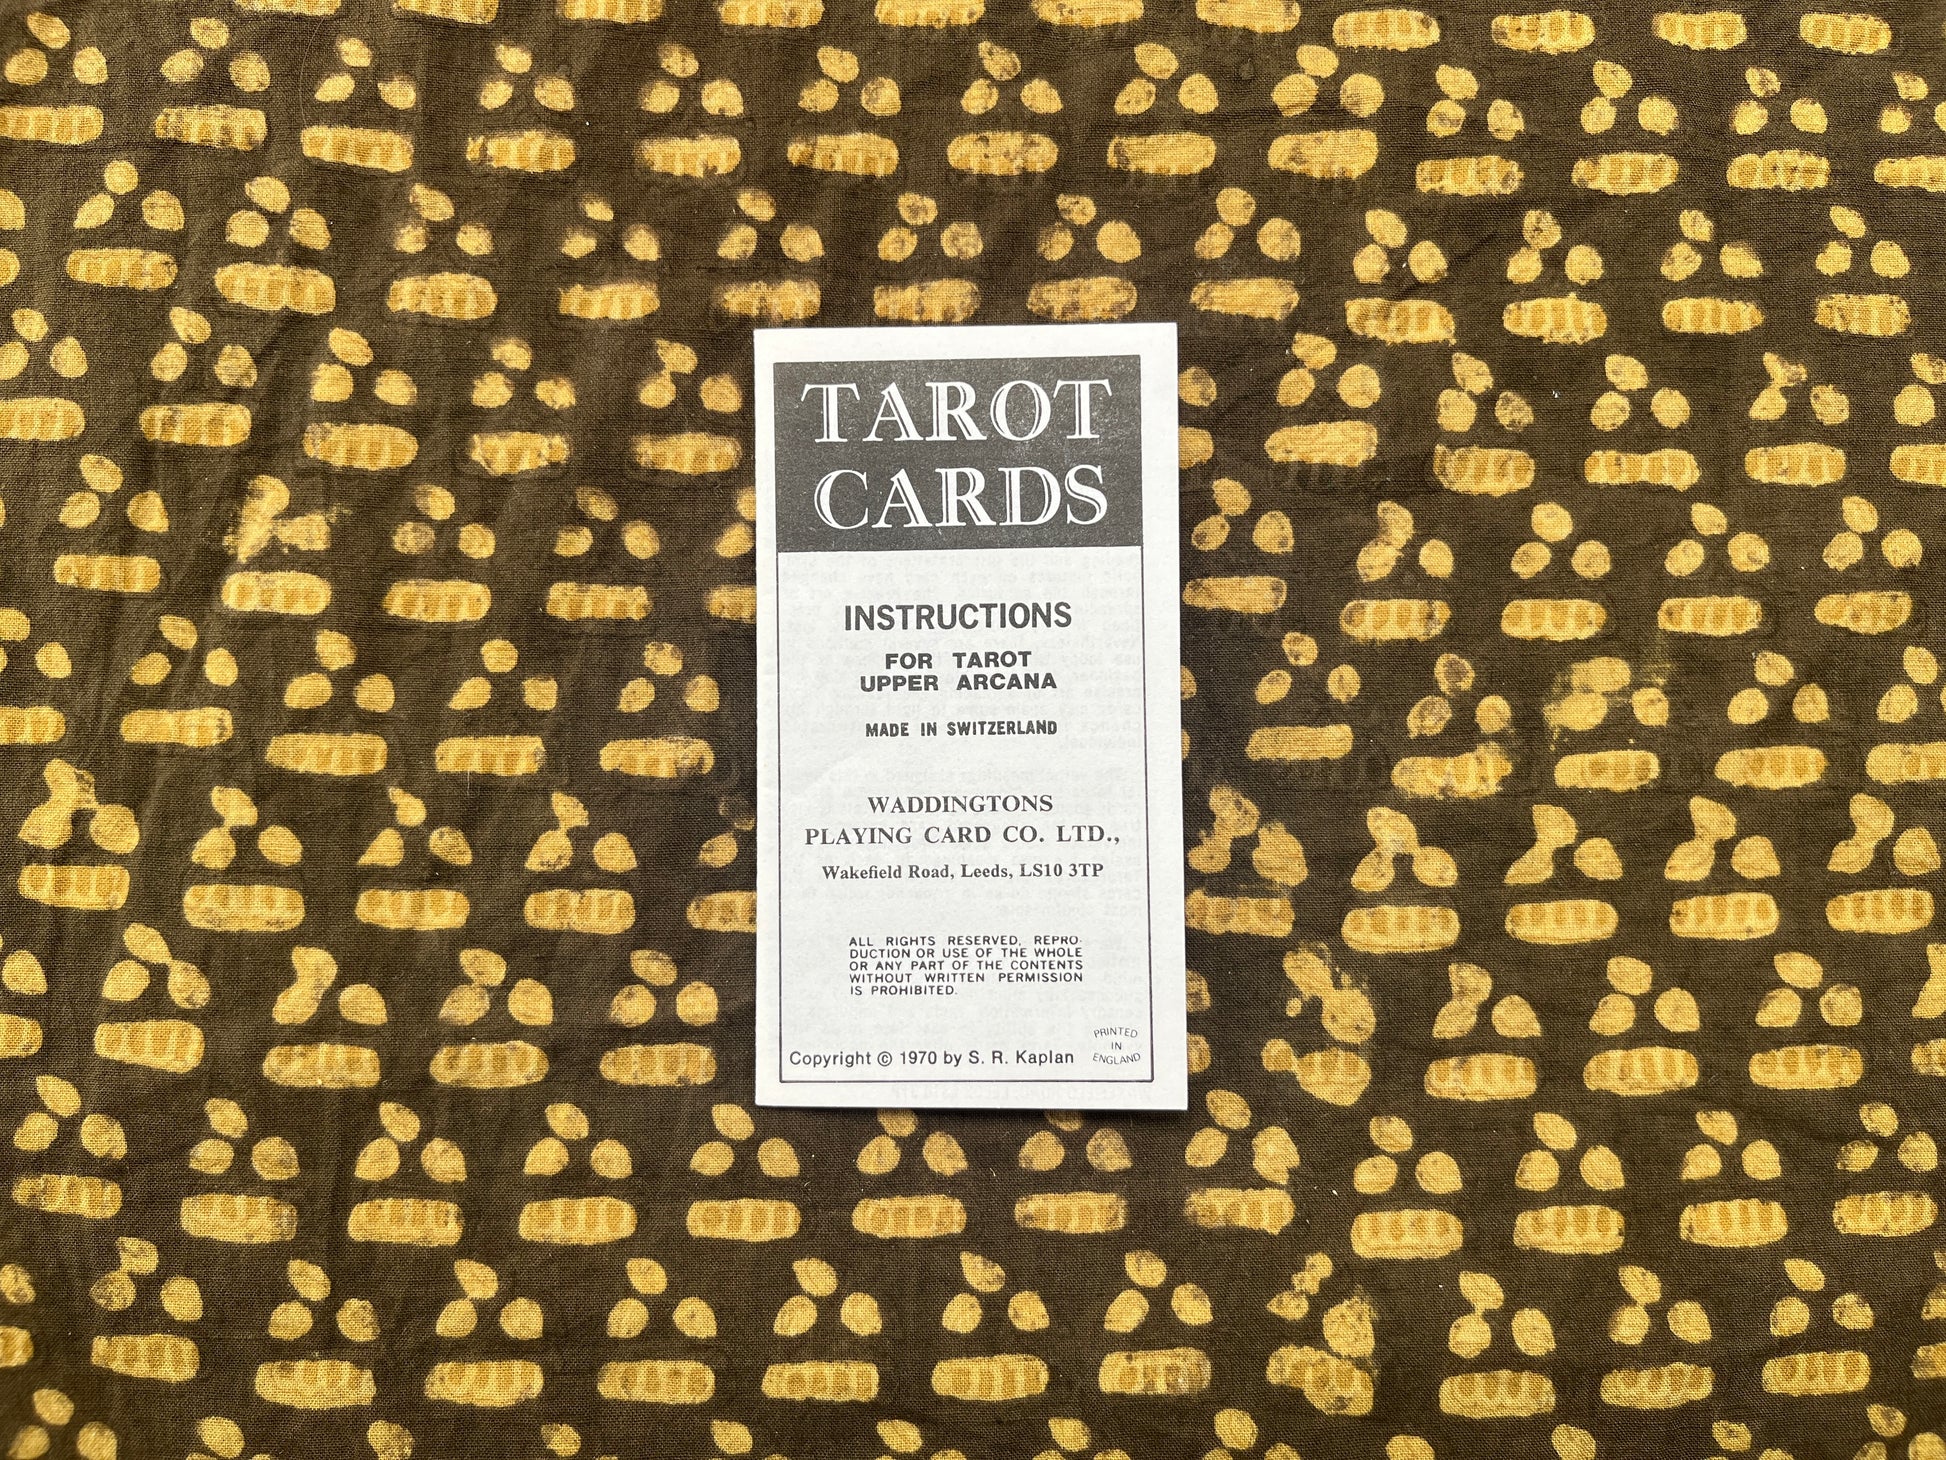 TAROT
CARDS
INSTRUCTIONS
FOR TAROT
UPPER ARCANA
MADE IN SWITZERLAND
WADDINGTONS
PLAYING CARD CO. LTD.,
Wakefield Road, Leeds, LS10 3TP
ALL RIGHTS RESERVED, REPRO-
DUCTION OR USE OF THE WHOLE
OR ANY PART OF THE CONTENTS
WITHOUT WRITTEN PERMISSION
IS PROHIBITED.
Copyright © 1970 by S. R. Kaplan
PRINTED
IN
ENGLAND